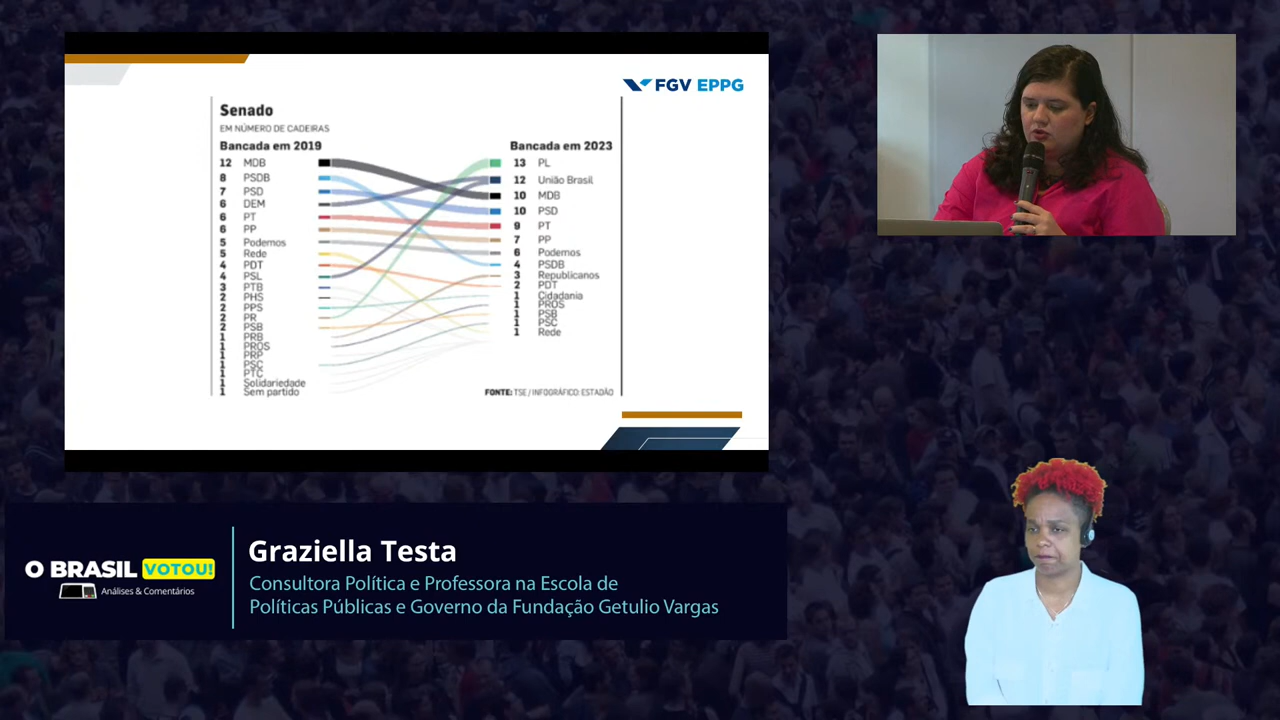 FGV EPPG
Senado
EM NÚMERO DE CADEIRAS
Bancada em 2019
12 MDB
8 PSDB
7 PSD
6 DEM
6 PT
6 PP
5 Podemos
5 Rede
4 PDT
4 PSL
3 PTB
2 PHS
2 PPS
2 PR
2 PSB
1 PRB
1 PROS
1 PRP
1 PSC
1 PTC
1 Solidariedade
1 Sem partido
Bancada em 2023
13 PL
12 União Brasil
10 MDB
10 PSD
9 PT
7 PP
6 Podemos
4 PSDB
3 Republicanos
2 PDT
1 Cidadania
1 PROS
1 PSB
1 PSC
1 Rede
FONTE: TSE / INFOGRÁFICO: ESTADÃO
O BRASIL VOTOU!
Análises & Comentários
Graziella Testa
Consultora Política e Professora na Escola de
Políticas Públicas e Governo da Fundação Getulio Vargas